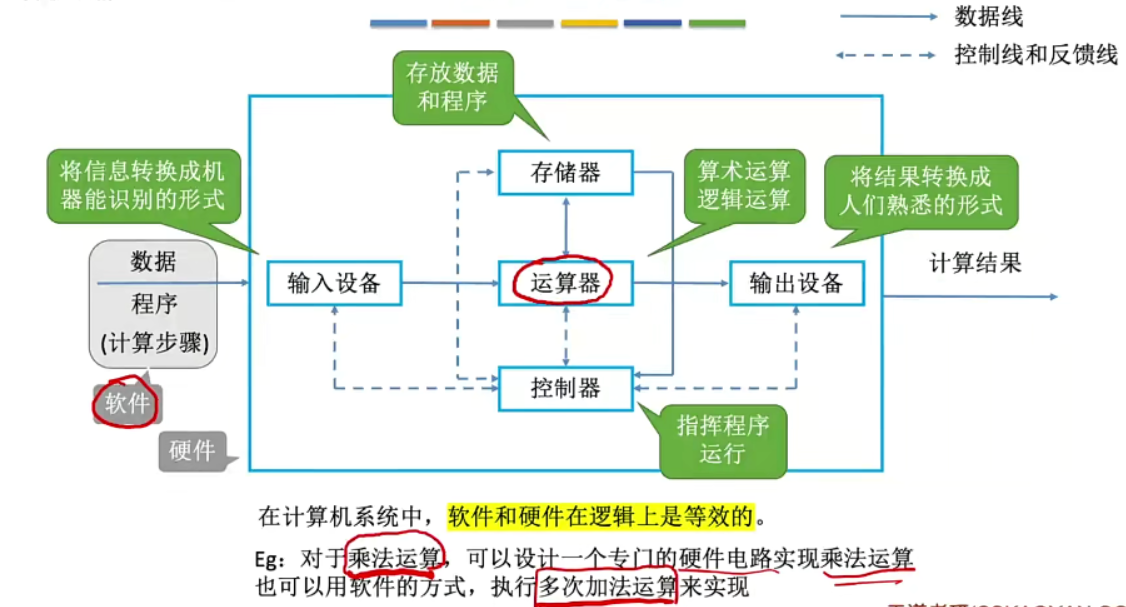 数据线
控制线和反馈线
存放数据
和程序
将信息转换成机
器能识别的形式
存储器
算术运算
逻辑运算
将结果转换成
人们熟悉的形式
数据
程序
(计算步骤)
输入设备
运算器
输出设备
计算结果
软件
控制器
硬件
指挥程序
运行
在计算机系统中，软件和硬件在逻辑上是等效的。
Eg：对于乘法运算，可以设计一个专门的硬件电路实现乘法运算
也可以用软件的方式，执行多次加法运算来实现